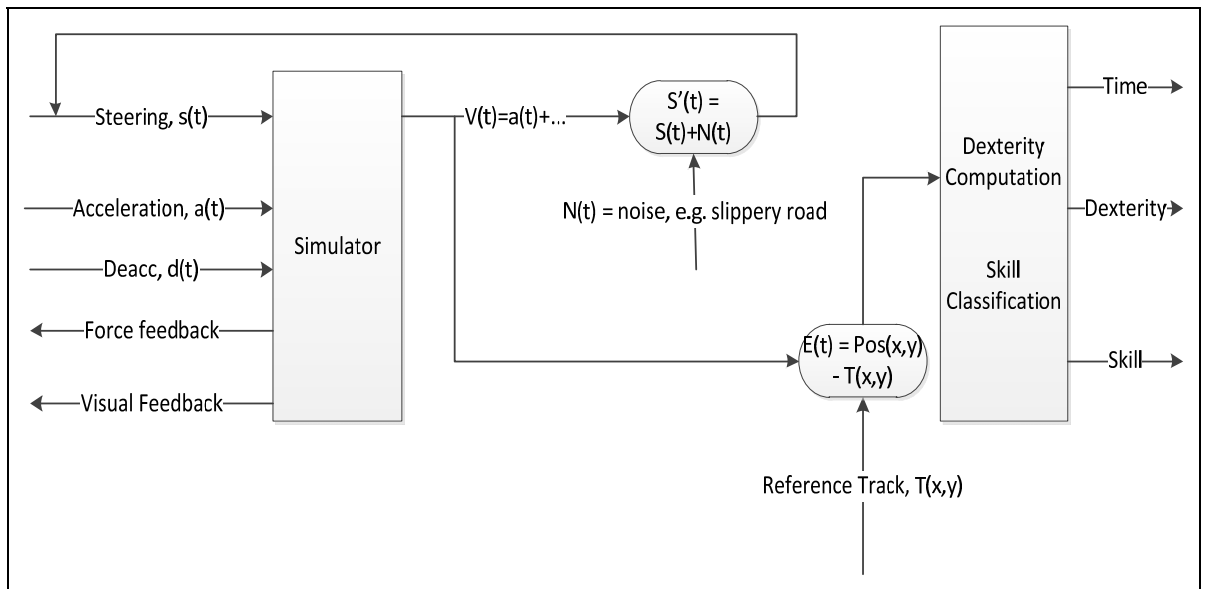 Steering, s(t)
Acceleration, a(t)
Deacc, d(t)
Force feedback
Visual Feedback
Simulator
V(t)=a(t)+...
S’(t) =
S(t)+N(t)
N(t) = noise, e.g. slippery road
E(t) = Pos(x,y)
- T(x,y)
Reference Track, T(x,y)
Dexterity
Computation
Skill
Classification
Time
Dexterity
Skill